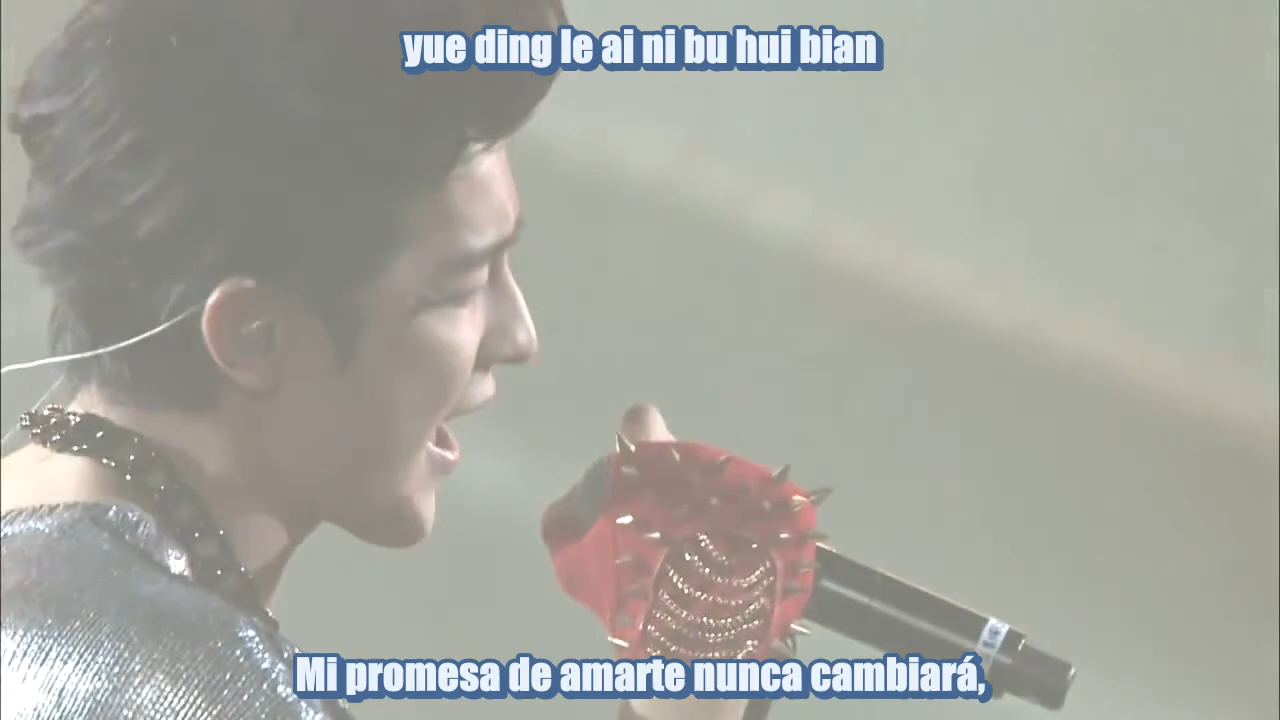 yue ding le ai ni bu hui bian
Mi promesa de amarte nunca cambiará,